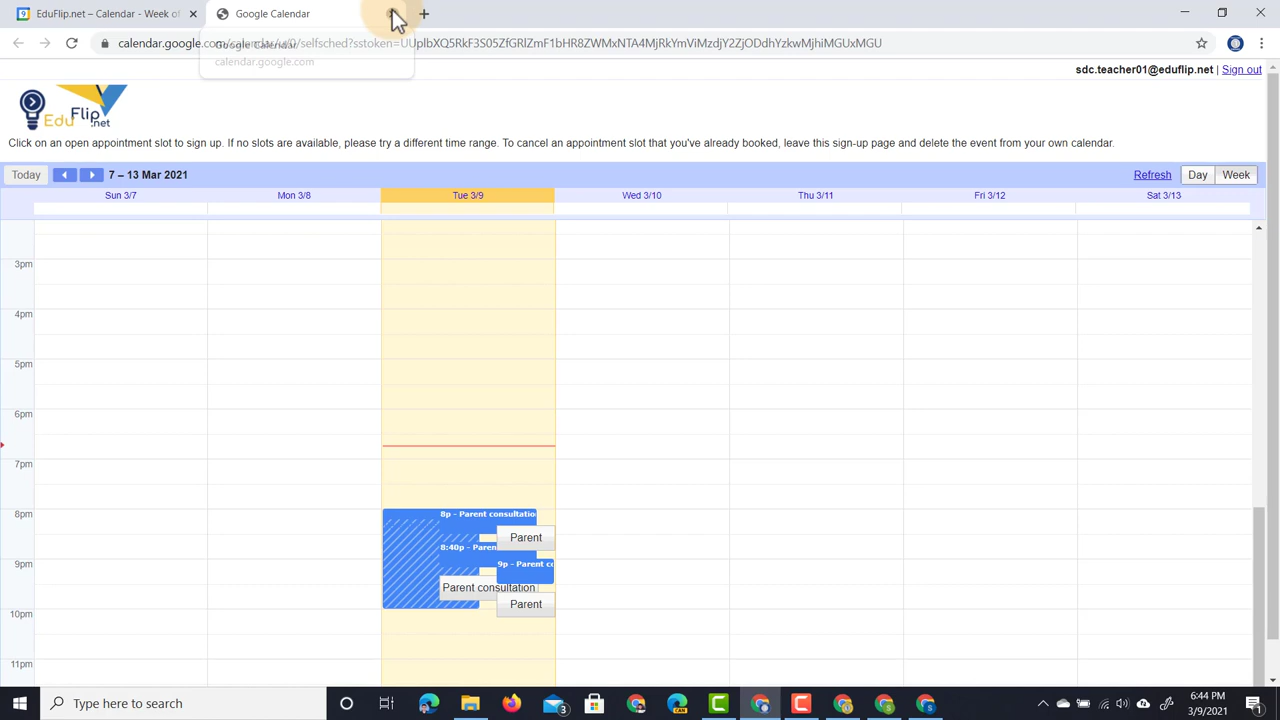 EduFlip.net - Calendar - Week of
Google Calendar
Google Calendar
calendar.google.com
sdc.teacher01@eduflip.net | Sign out
EduFlip.net
Click on an open appointment slot to sign up. If no slots are available, please try a different time range. To cancel an appointment slot that you've already booked, leave this sign-up page and delete the event from your own calendar.
Today 7 – 13 Mar 2021 Refresh Day Week
Sun 3/7 Mon 3/8 Tue 3/9 Wed 3/10 Thu 3/11 Fri 3/12 Sat 3/13
3pm
4pm
5pm
6pm
7pm
8pm
8p - Parent consultatio
Parent
8:40p - Paren
9pm
9p - Parent co
Parent consultation
Parent
10pm
11pm
Type here to search
3
6:44 PM
3/9/2021